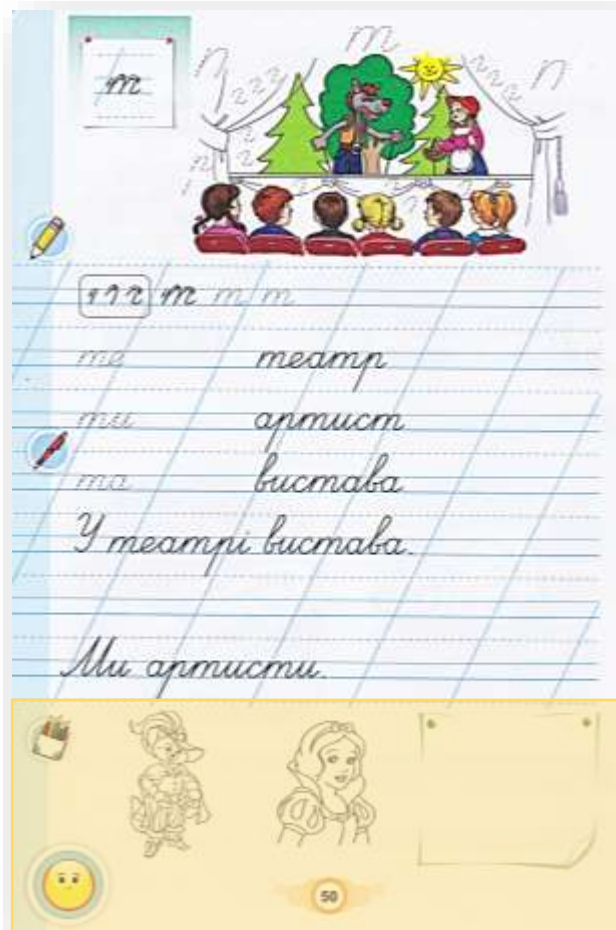 т
т
т т т
те театр
ти артист
та вистава
У театрі вистава.
Ми артисти.
50